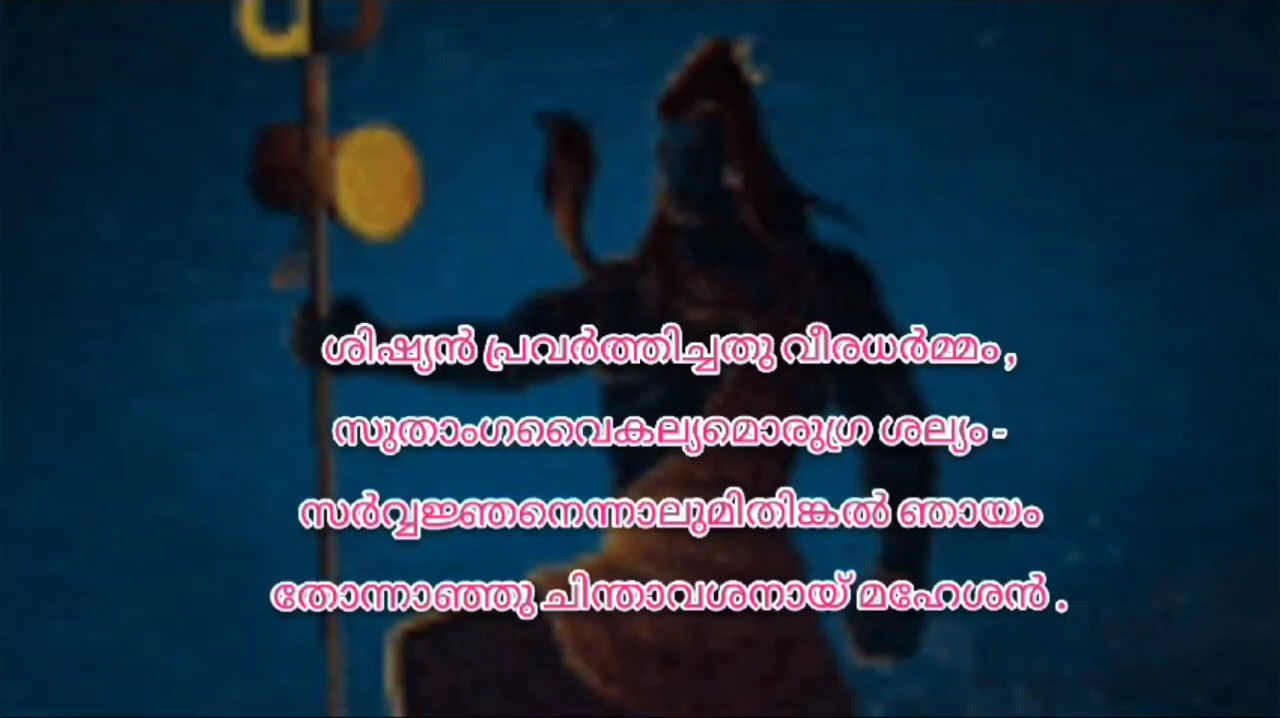 ശിഷ്യൻ പ്രവർത്തിച്ചതു വീരധർമ്മം,
സുതാംഗവൈകല്യമൊരുഗ്ര ശല്യം-
സർവ്വജ്ഞനെന്നാലുമിതിങ്കൽ ഞായം
തോന്നാഞ്ഞു ചിന്താവശനായ് മഹേശൻ.